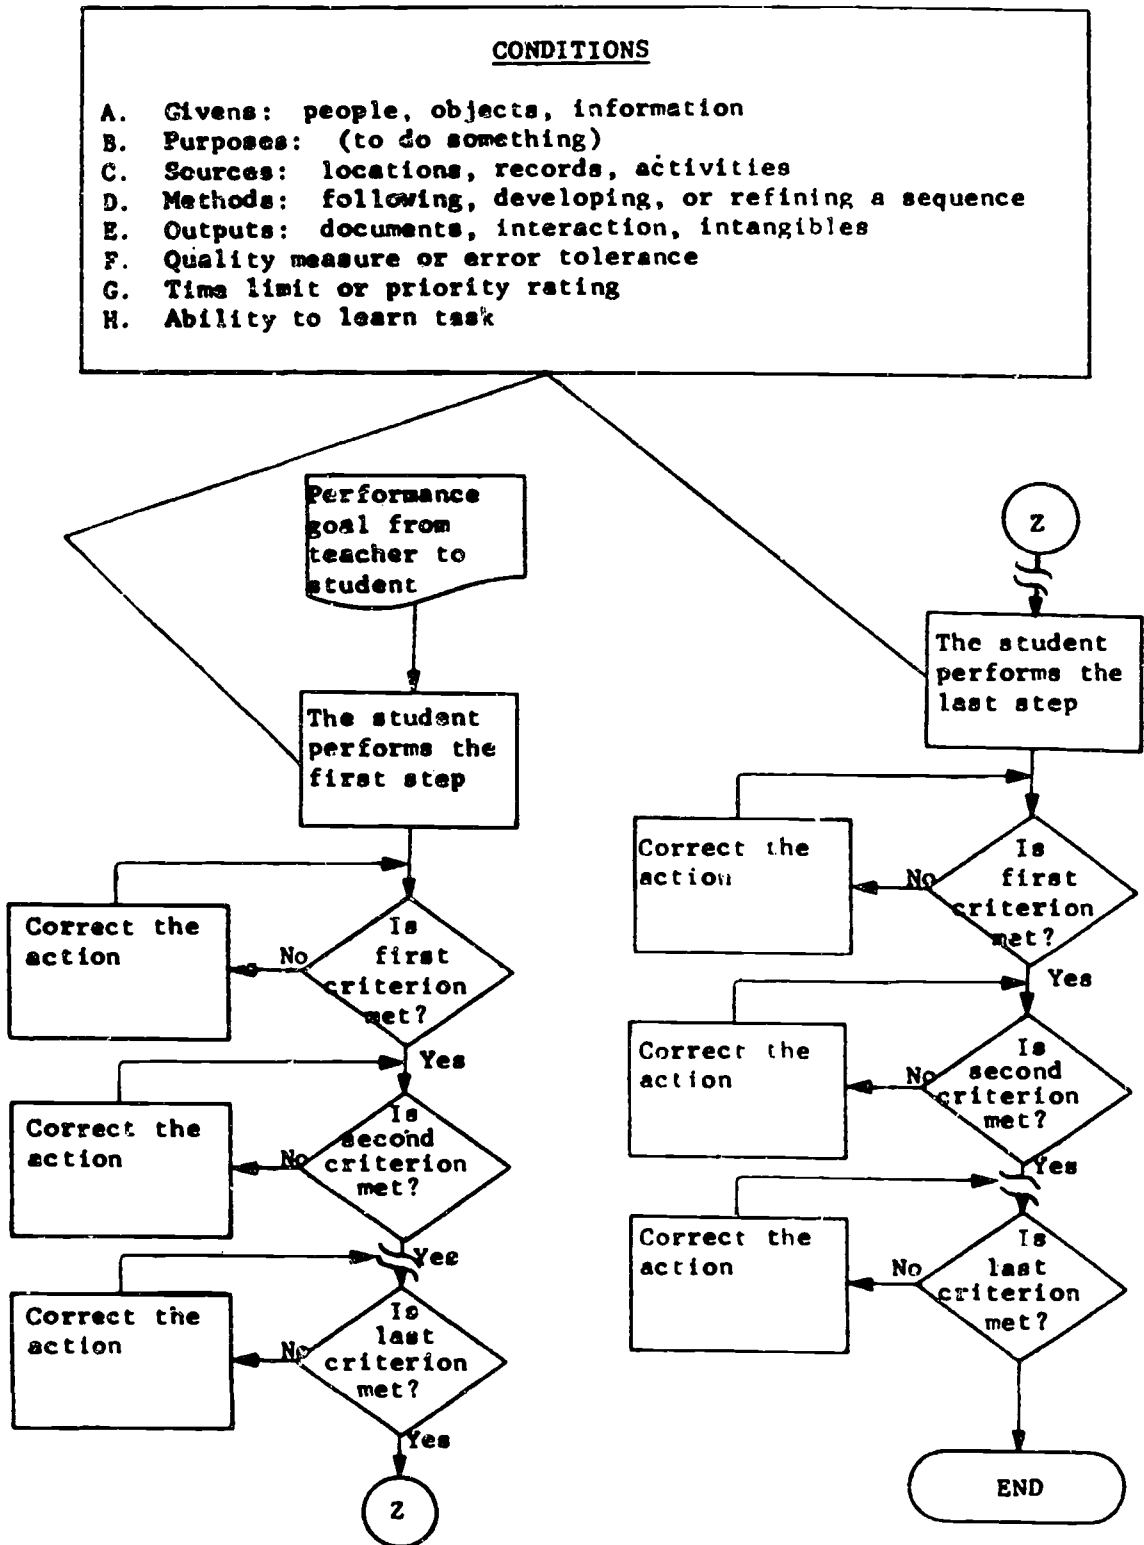 CONDITIONS
A. Givens: people, objects, information
B. Purposes: (to do something)
C. Sources: locations, records, activities
D. Methods: following, developing, or refining a sequence
E. Outputs: documents, interaction, intangibles
F. Quality measure or error tolerance
G. Time limit or priority rating
H. Ability to learn task
Performance
goal from
teacher to
student
The student
performs the
first step
Correct the
action
No
Is
first
criterion
met?
Yes
Correct the
action
No
Is
second
criterion
met?
Yes
Correct the
action
No
Is
last
criterion
met?
Yes
Z
Z
The student
performs the
last step
Correct the
action
No
Is
first
criterion
met?
Yes
Correct the
action
No
Is
second
criterion
met?
Yes
Correct the
action
No
Is
last
criterion
met?
END